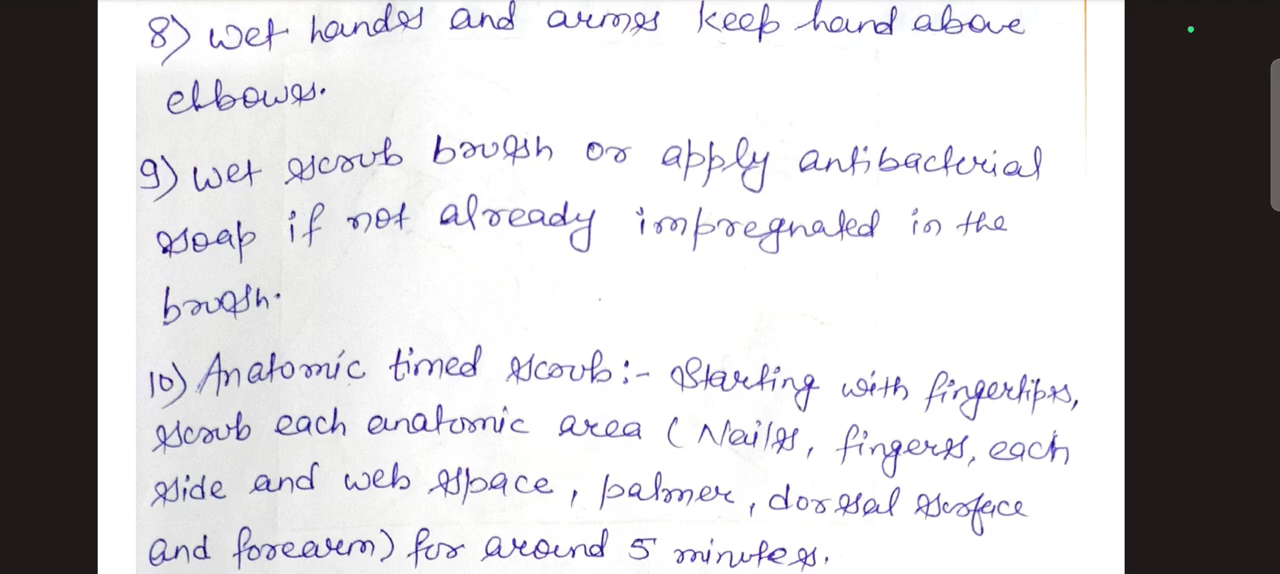 8) Wet hands and arms keep hand above
elbows.
9) Wet scrub brush or apply antibacterial
soap if not already impregnated in the
brush.
10) Anatomic timed scrub:- Starting with fingertips,
scrub each anatomic area (Nails, fingers, each
side and web space, palmer, dorsal surface
and forearm) for around 5 minutes.